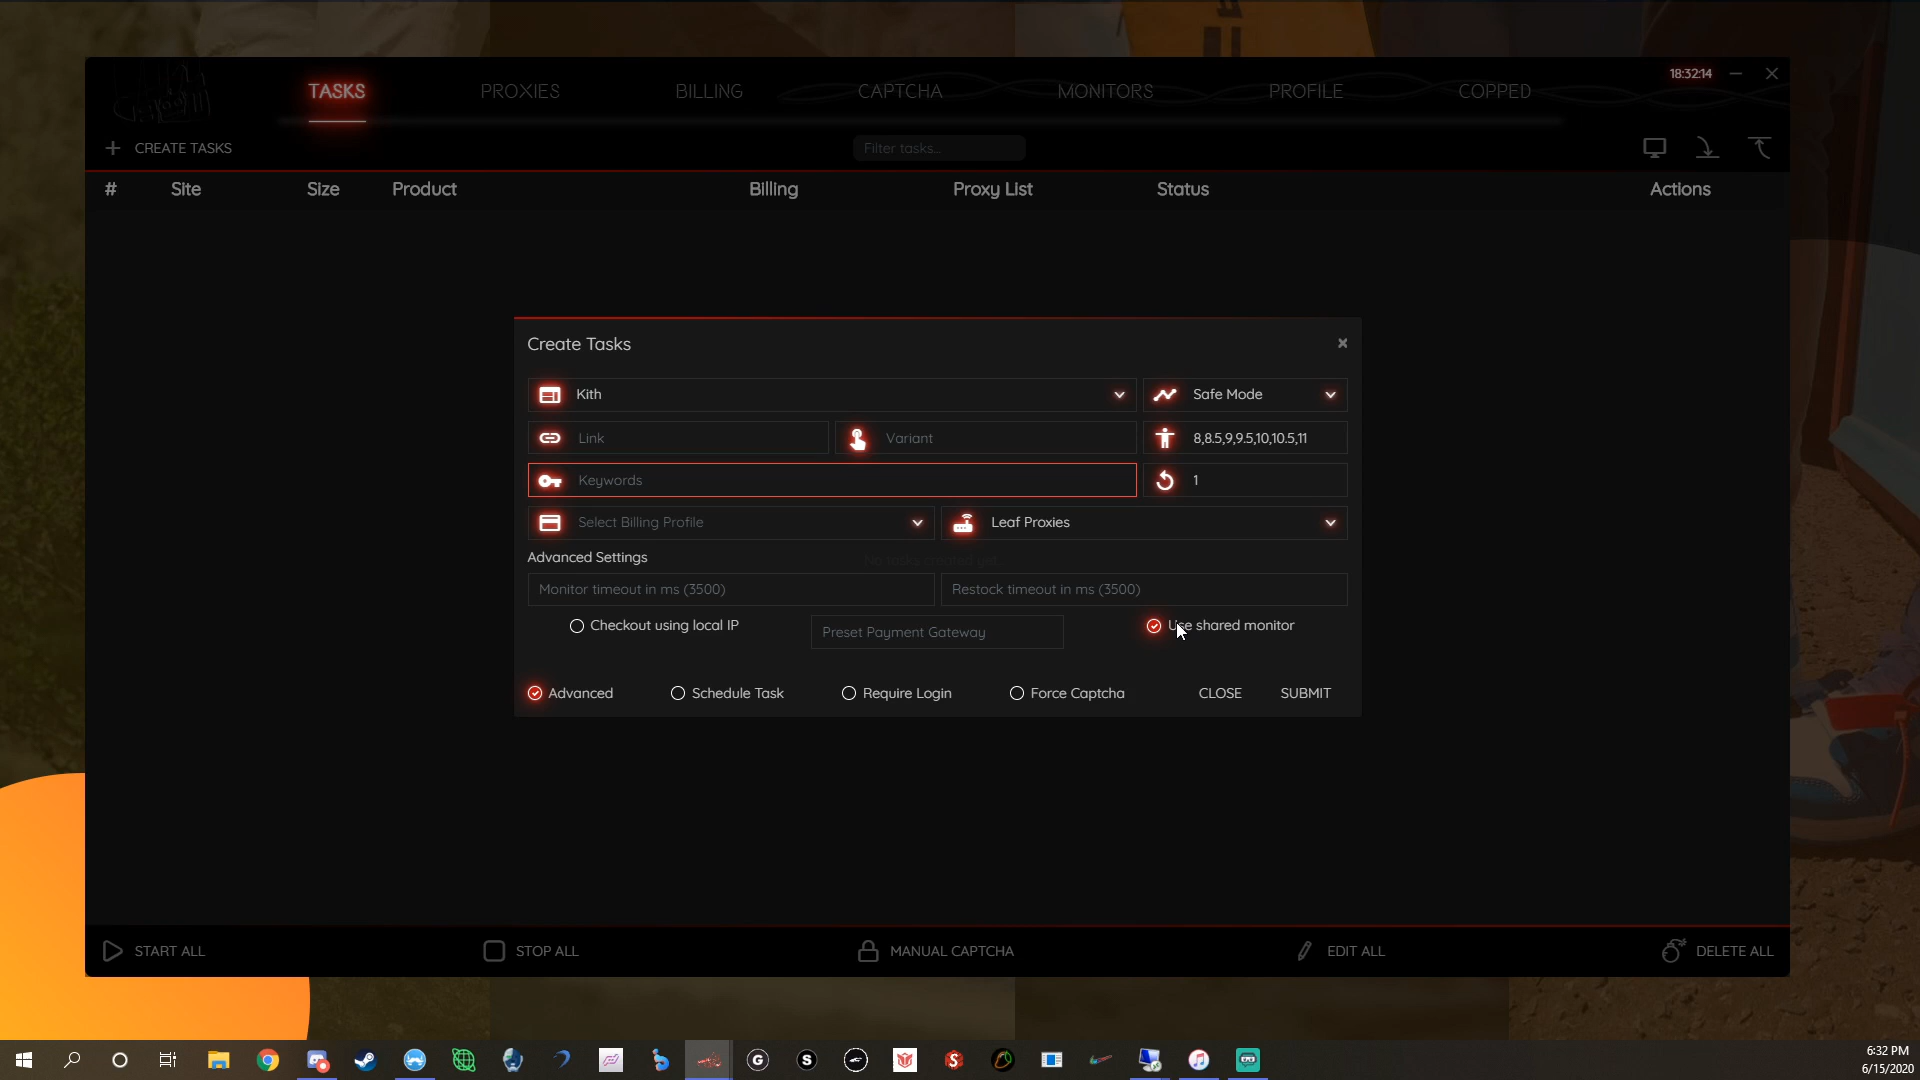 TASKS PROXIES BILLING CAPTCHA MONITORS PROFILE COPPED 18:32:14
CREATE TASKS Filter tasks...
# Site Size Product Billing Proxy List Status Actions
Create Tasks ×
Kith Safe Mode
Link Variant 8,8.5,9,9.5,10,10.5,11
Keywords 1
Select Billing Profile Leaf Proxies
Advanced Settings
Monitor timeout in ms (3500) Restock timeout in ms (3500)
Checkout using local IP Preset Payment Gateway Use shared monitor
Advanced Schedule Task Require Login Force Captcha CLOSE SUBMIT
START ALL STOP ALL MANUAL CAPTCHA EDIT ALL DELETE ALL
6:32 PM
6/15/2020